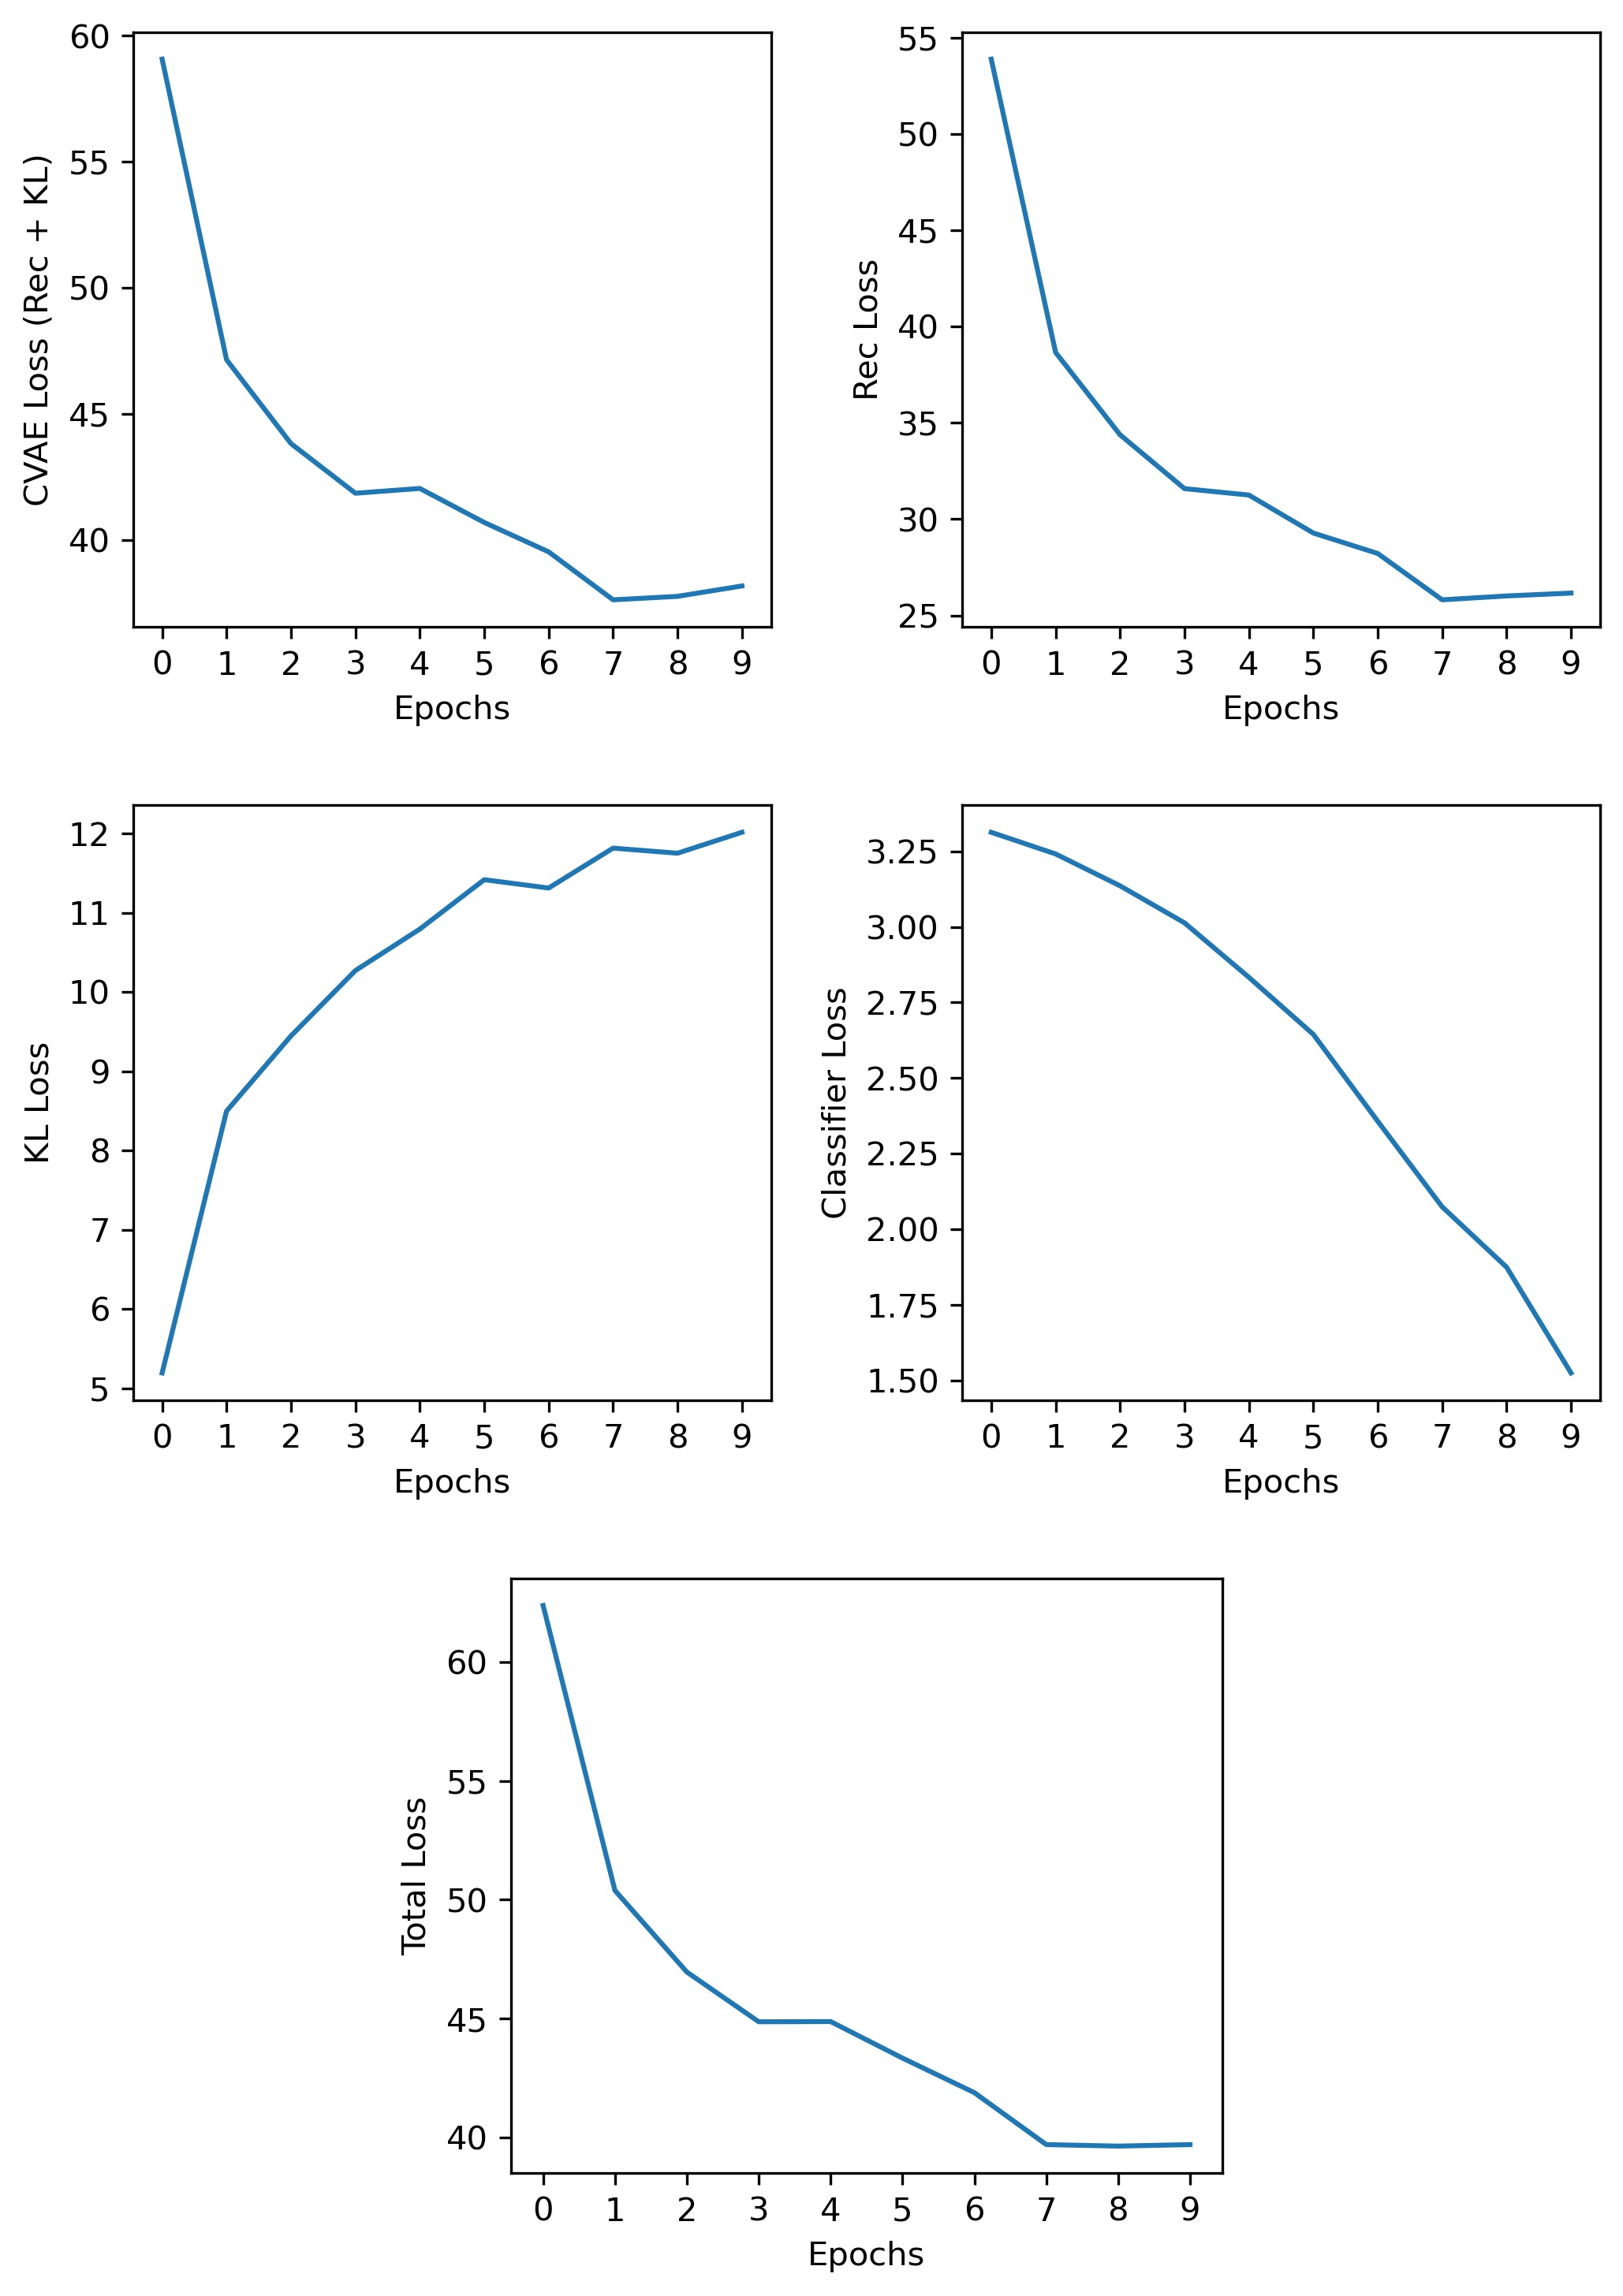 60
55
50
45
40
CVAE Loss (Rec + KL)
0 1 2 3 4 5 6 7 8 9
Epochs
55
50
45
40
35
30
25
Rec Loss
0 1 2 3 4 5 6 7 8 9
Epochs
12
11
10
9
8
7
6
5
KL Loss
0 1 2 3 4 5 6 7 8 9
Epochs
3.25
3.00
2.75
2.50
2.25
2.00
1.75
1.50
Classifier Loss
0 1 2 3 4 5 6 7 8 9
Epochs
60
55
50
45
40
Total Loss
0 1 2 3 4 5 6 7 8 9
Epochs